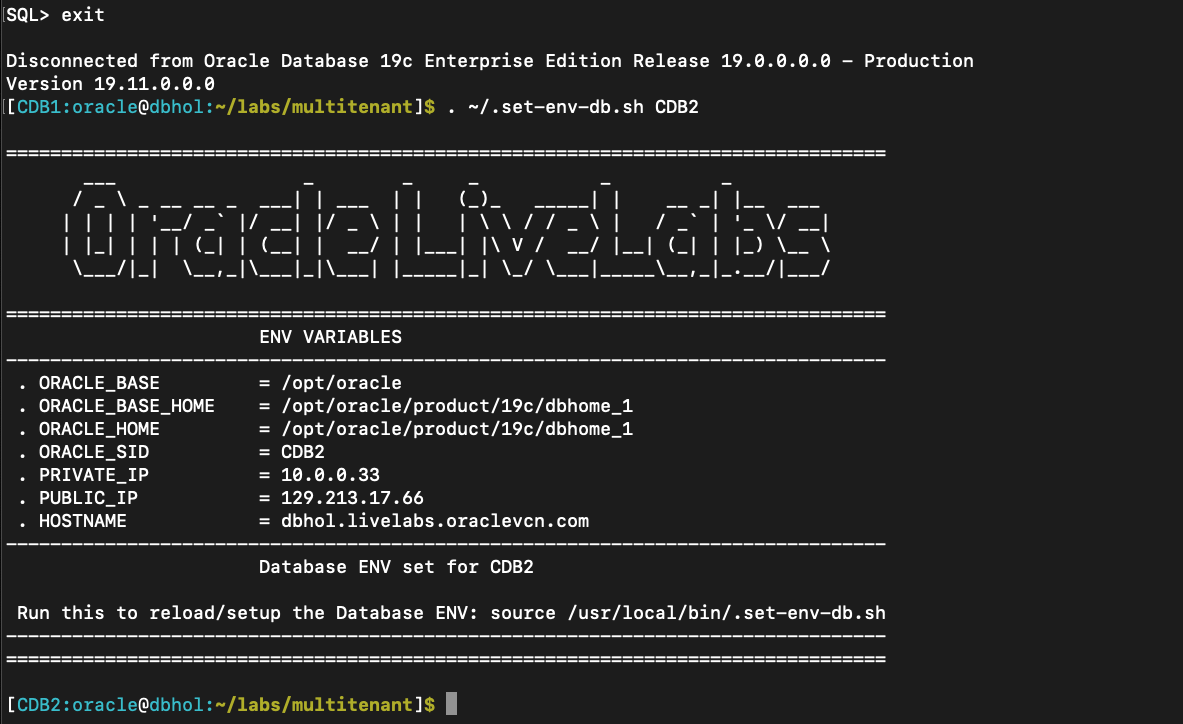 SQL> exit
Disconnected from Oracle Database 19c Enterprise Edition Release 19.0.0.0.0 - Production
Version 19.11.0.0.0
[[CDB1:oracle@dbhol:~/labs/multitenant]$ . ~/.set-env-db.sh CDB2
================================================================================
Oracle LiveLabs
================================================================================
ENV VARIABLES
--------------------------------------------------------------------------------
. ORACLE_BASE = /opt/oracle
. ORACLE_BASE_HOME = /opt/oracle/product/19c/dbhome_1
. ORACLE_HOME = /opt/oracle/product/19c/dbhome_1
. ORACLE_SID = CDB2
. PRIVATE_IP = 10.0.0.33
. PUBLIC_IP = 129.213.17.66
. HOSTNAME = dbhol.livelabs.oraclevcn.com
--------------------------------------------------------------------------------
Database ENV set for CDB2
Run this to reload/setup the Database ENV: source /usr/local/bin/.set-env-db.sh
--------------------------------------------------------------------------------
================================================================================
[CDB2:oracle@dbhol:~/labs/multitenant]$